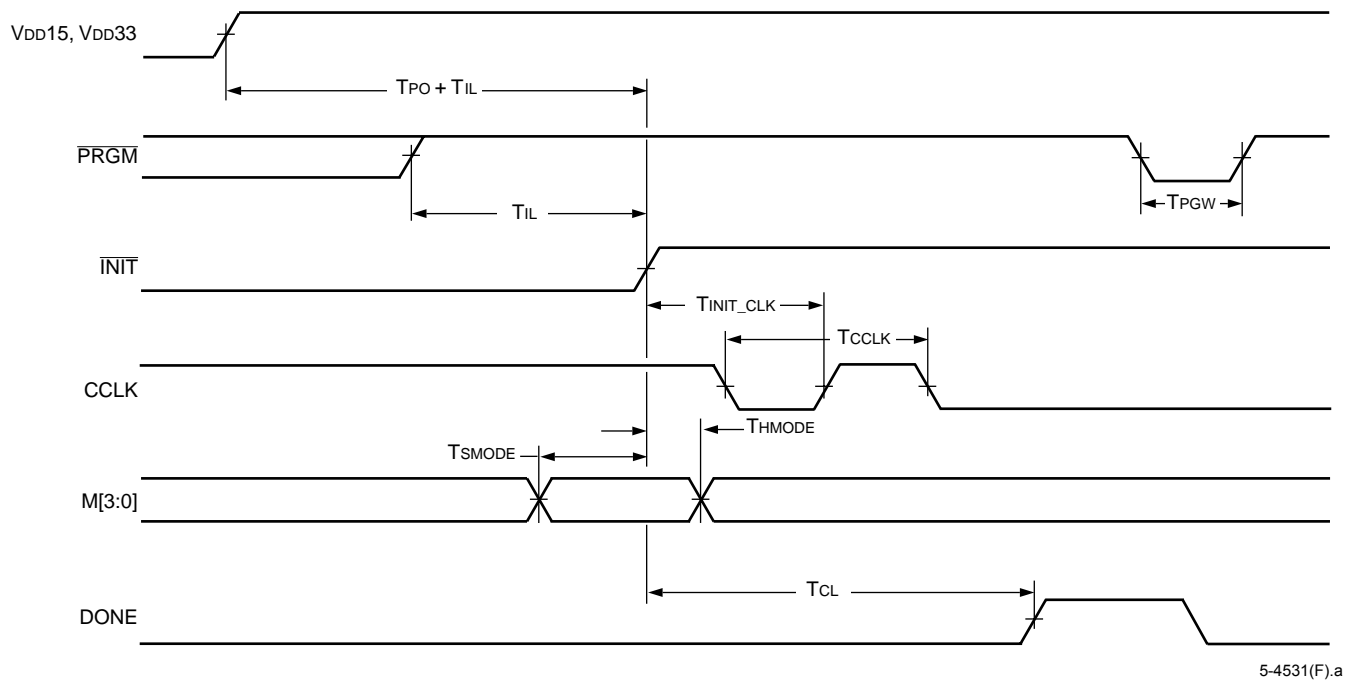 VDD15, VDD33
TPO + TIL
PRGM
TPGW
TIL
INIT
TINIT_CLK
TCCLK
CCLK
THMODE
TSMODE
M[3:0]
TCL
DONE
5-4531(F).a